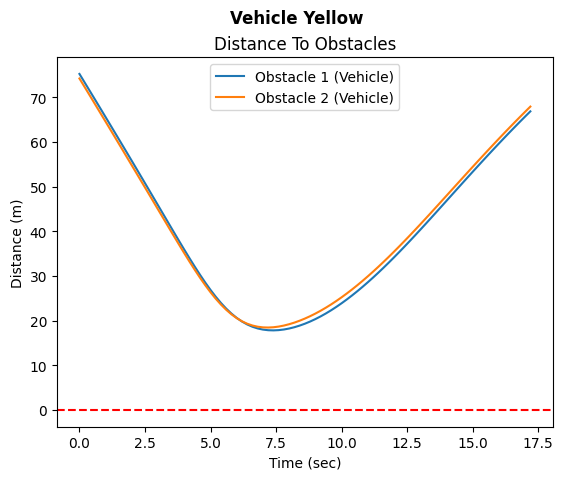 Vehicle Yellow
Distance To Obstacles
Obstacle 1 (Vehicle)
Obstacle 2 (Vehicle)
Distance (m)
70
60
50
40
30
20
10
0
0.0 2.5 5.0 7.5 10.0 12.5 15.0 17.5
Time (sec)